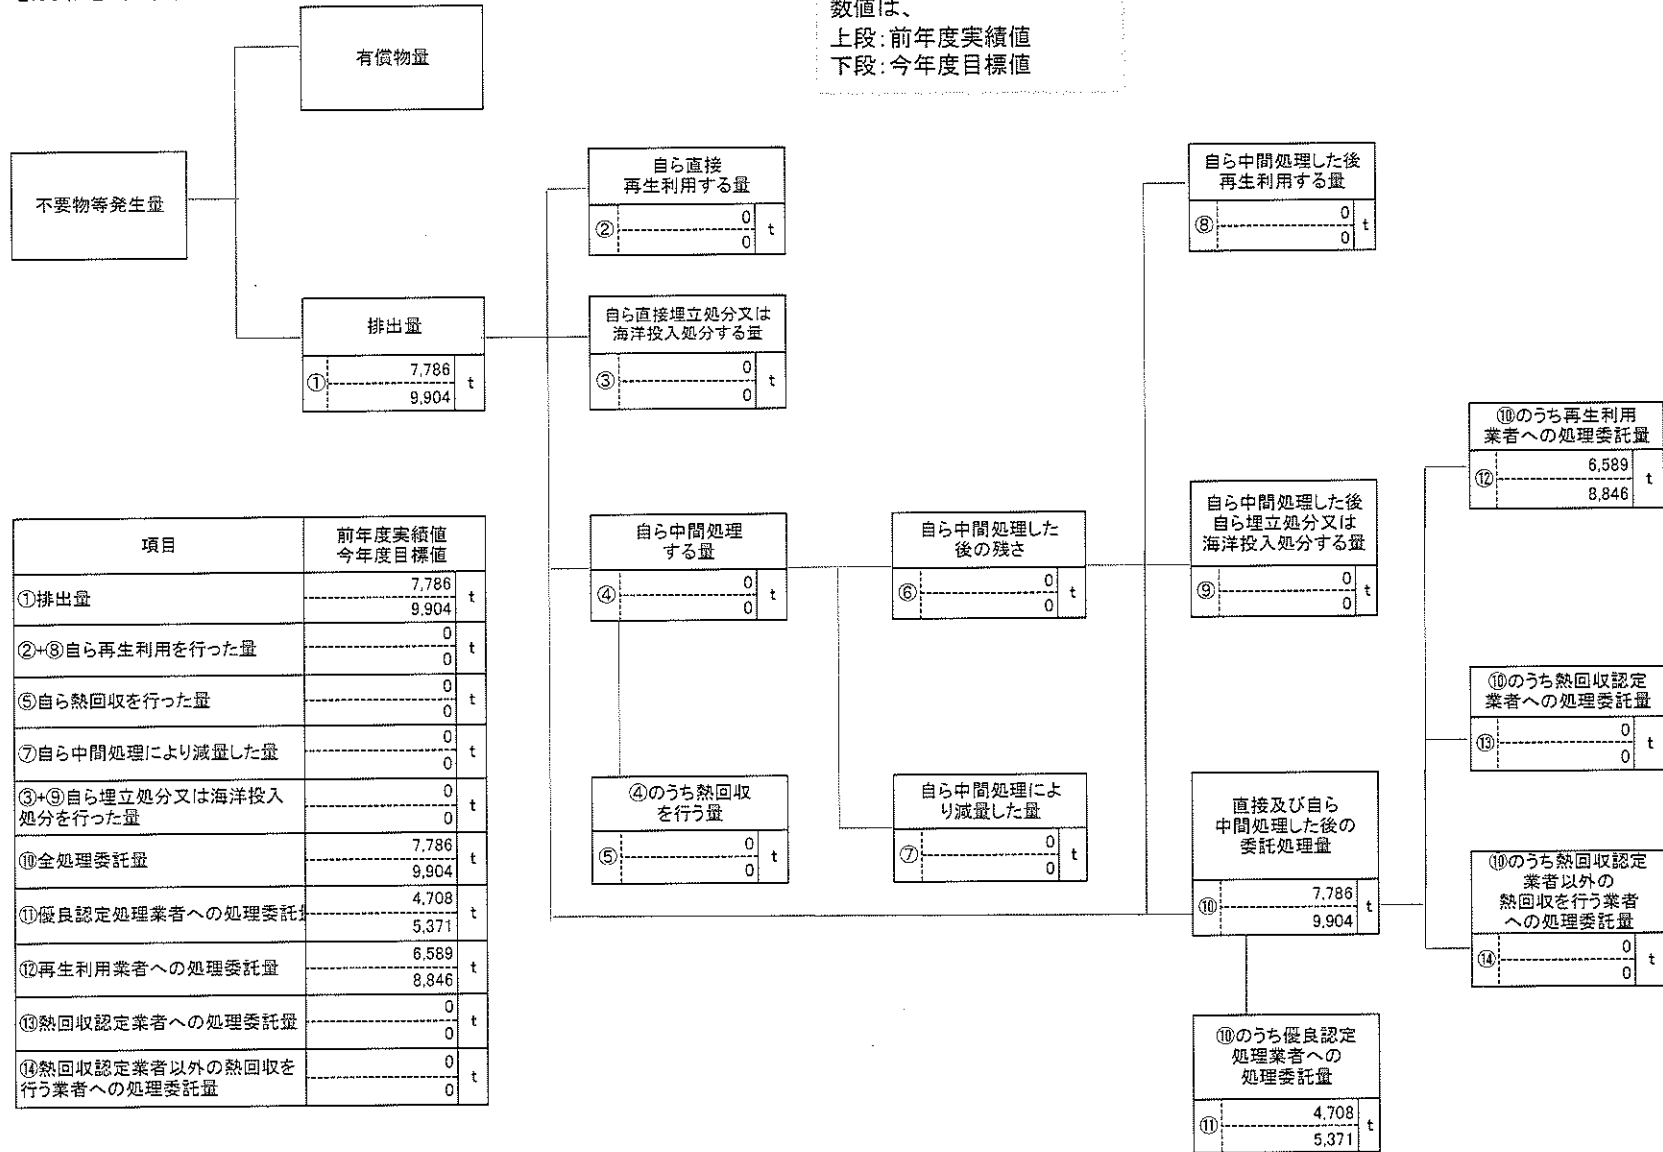 数値は、
上段:前年度実績値
下段:今年度目標値
有償物量
不要物等発生量
排出量
① 7,786 t
9,904
自ら直接
再生利用する量
② 0 t
0
自ら直接埋立処分又は
海洋投入処分する量
③ 0 t
0
自ら中間処理した後
再生利用する量
⑧ 0 t
0
自ら中間処理
する量
④ 0 t
0
自ら中間処理した
後の残さ
⑥ 0 t
0
自ら中間処理した後
自ら埋立処分又は
海洋投入処分する量
⑨ 0 t
0
④のうち熱回収
を行う量
⑤ 0 t
0
自ら中間処理によ
り減量した量
⑦ 0 t
0
直接及び自ら
中間処理した後の
委託処理量
⑩ 7,786 t
9,904
⑩のうち優良認定
処理業者への
処理委託量
⑪ 4,708 t
5,371
⑩のうち再生利用
業者への処理委託量
⑫ 6,589 t
8,846
⑩のうち熱回収認定
業者への処理委託量
⑬ 0 t
0
⑩のうち熱回収認定
業者以外の
熱回収を行う業者
への処理委託量
⑭ 0 t
0
項目 前年度実績値
今年度目標値
①排出量 7,786 t
9,904
②+⑧自ら再生利用を行った量 0 t
0
⑤自ら熱回収を行った量 0 t
0
⑦自ら中間処理により減量した量 0 t
0
③+⑨自ら埋立処分又は海洋投入
処分を行った量 0 t
0
⑩全処理委託量 7,786 t
9,904
⑪優良認定処理業者への処理委託 4,708 t
5,371
⑫再生利用業者への処理委託量 6,589 t
8,846
⑬熱回収認定業者への処理委託量 0 t
0
⑭熱回収認定業者以外の熱回収を
行う業者への処理委託量 0 t
0